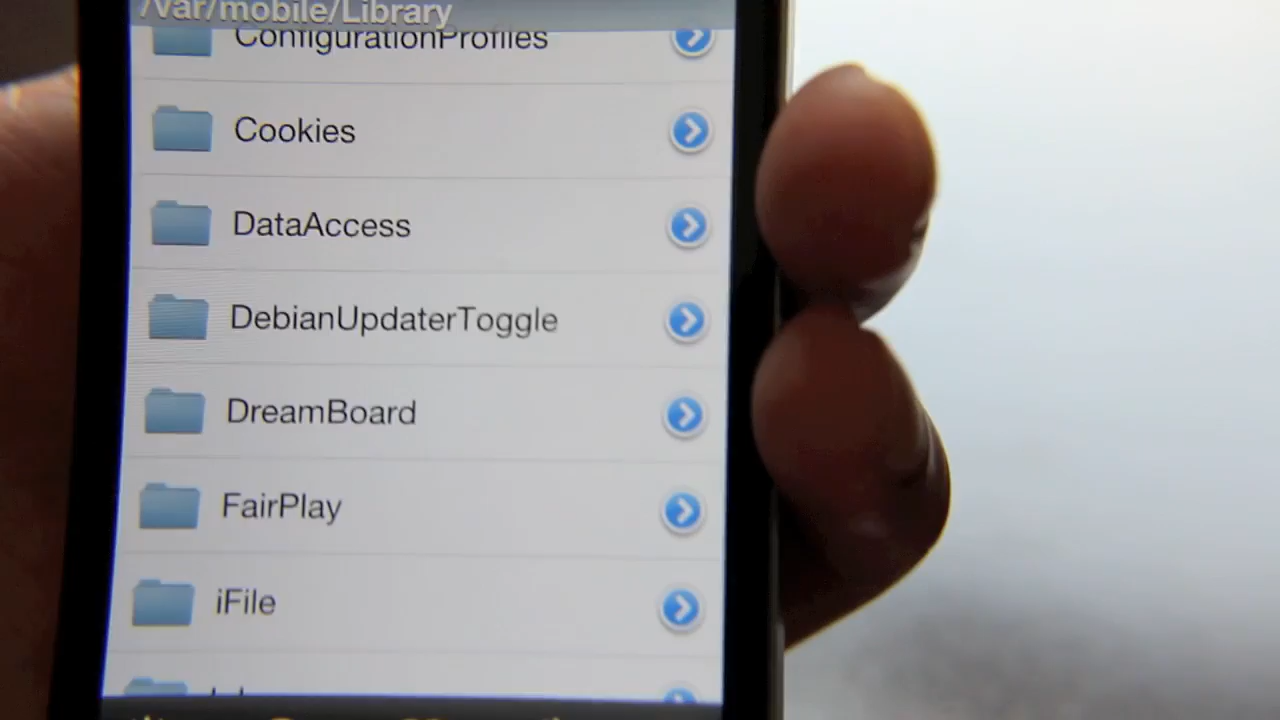 /var/mobile/Library
ConfigurationProfiles
Cookies
DataAccess
DebianUpdaterToggle
DreamBoard
FairPlay
iFile